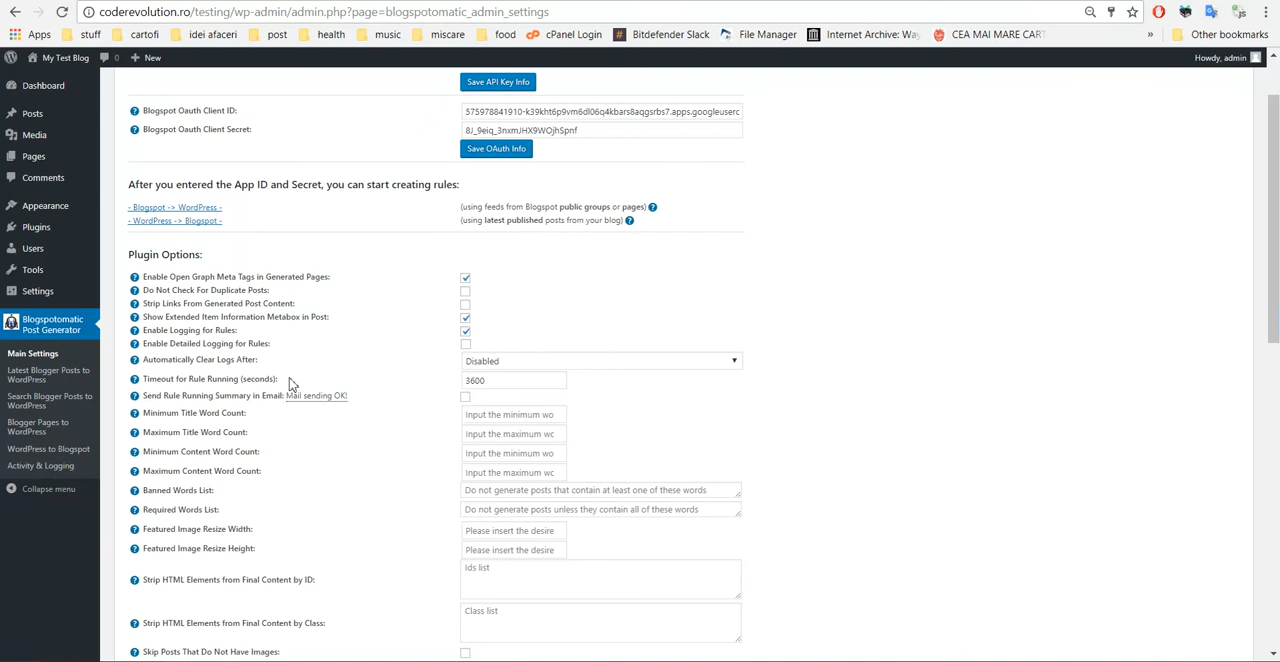 coderevolution.ro/testing/wp-admin/admin.php?page=blogspotomatic_admin_settings
Apps stuff cartofi idei afaceri post health music miscare food cPanel Login Bitdefender Slack File Manager Internet Archive: Way CEA MAI MARE CART » Other bookmarks
My Test Blog 0 + New Howdy, admin
Dashboard
Posts
Media
Pages
Comments
Appearance
Plugins
Users
Tools
Settings
Blogspotomatic
Post Generator
Main Settings
Latest Blogger Posts to
WordPress
Search Blogger Posts to
WordPress
Blogger Pages to
WordPress
WordPress to Blogspot
Activity & Logging
Collapse menu
Save API Key Info
Blogspot Oauth Client ID: 575978841910-k39kht6p9vm6dl06q4kbars8aqgsrbs7.apps.googleuserc
Blogspot Oauth Client Secret: 8J_9eiq_3nxmJHX9WOjhSpnf
Save OAuth Info
After you entered the App ID and Secret, you can start creating rules:
- Blogspot -> WordPress - (using feeds from Blogspot public groups or pages)
- WordPress -> Blogspot - (using latest published posts from your blog)
Plugin Options:
Enable Open Graph Meta Tags in Generated Pages:
Do Not Check For Duplicate Posts:
Strip Links From Generated Post Content:
Show Extended Item Information Metabox in Post:
Enable Logging for Rules:
Enable Detailed Logging for Rules:
Automatically Clear Logs After: Disabled
Timeout for Rule Running (seconds): 3600
Send Rule Running Summary in Email: Mail sending OK!
Minimum Title Word Count: Input the minimum wo
Maximum Title Word Count: Input the maximum wc
Minimum Content Word Count: Input the minimum wo
Maximum Content Word Count: Input the maximum wc
Banned Words List: Do not generate posts that contain at least one of these words
Required Words List: Do not generate posts unless they contain all of these words
Featured Image Resize Width: Please insert the desire
Featured Image Resize Height: Please insert the desire
Strip HTML Elements from Final Content by ID: Ids list
Strip HTML Elements from Final Content by Class: Class list
Skip Posts That Do Not Have Images: